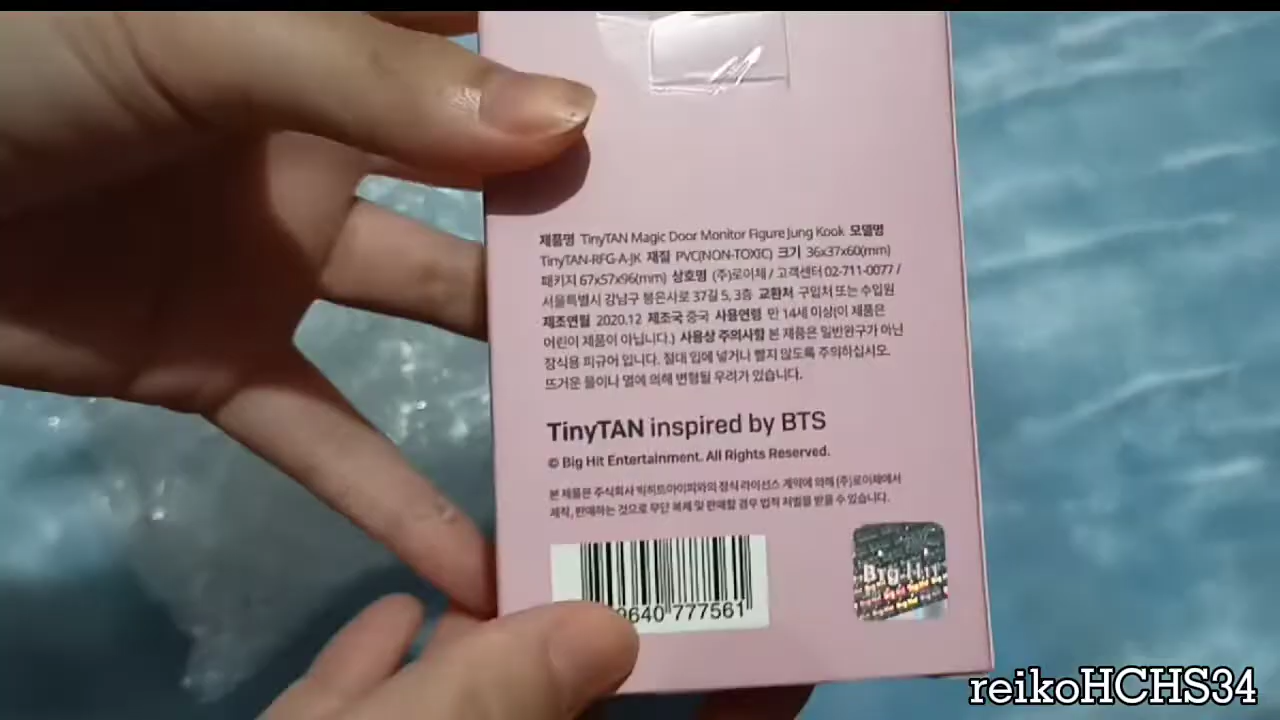 제품명 TinyTAN Magic Door Monitor Figure Jung Kook 모델명
TinyTAN-RFG-A-JK 재질 PVC(NON-TOXIC) 크기 36x37x60(mm)
패키지 67x57x96(mm) 상호명 (주)로이체 / 고객센터 02-711-0077 /
서울특별시 강남구 봉은사로 37길 5, 3층 교환처 구입처 또는 수입원
제조연월 2020.12 제조국 중국 사용연령 만 14세 이상(이 제품은
어린이 제품이 아닙니다.) 사용상 주의사항 본 제품은 일반완구가 아닌
장식용 피규어 입니다. 절대 입에 넣거나 빨지 않도록 주의하십시오.
뜨거운 물이나 열에 의해 변형될 우려가 있습니다.
TinyTAN inspired by BTS
© Big Hit Entertainment. All Rights Reserved.
본 제품은 주식회사 빅히트아이피와의 정식 라이선스 계약에 의해 (주)로이체에서
제작, 판매하는 것으로 무단 복제 및 판매할 경우 법적 처벌을 받을 수 있습니다.
9640 777561
Big Hit
reikoHCHS34